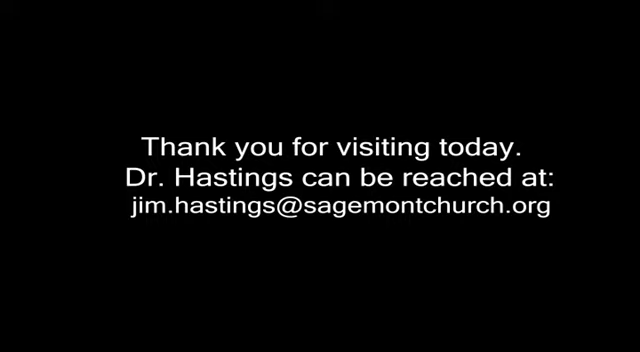 Thank you for visiting today.
Dr. Hastings can be reached at:
jim.hastings@sagemontchurch.org